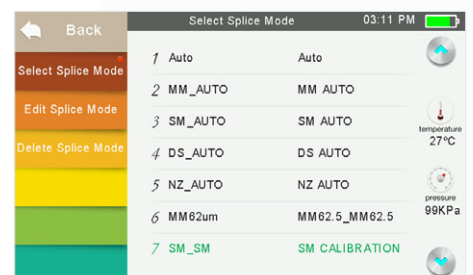 Back
Select Splice Mode 03:11 PM
Select Splice Mode
Edit Splice Mode
Delete Splice Mode
1 Auto Auto
2 MM_AUTO MM AUTO
3 SM_AUTO SM AUTO
4 DS_AUTO DS AUTO
5 NZ_AUTO NZ AUTO
6 MM62um MM62.5_MM62.5
7 SM_SM SM CALIBRATION
temperature
27°C
pressure
99KPa